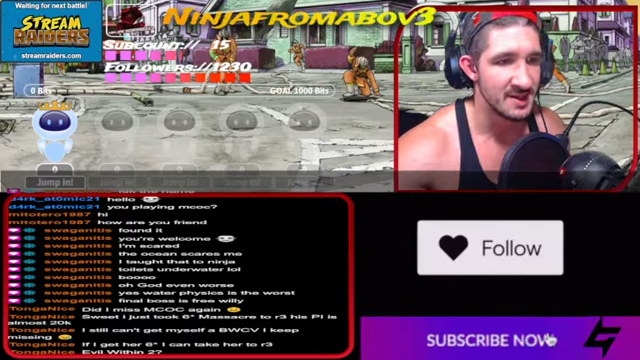 Waiting for next battle!
STREAM
RAIDERS
streamraiders.com
NINJAFROMABOV3
SUBCOUNT// 15
FOLLOWERS://1230
0 Bits
GOAL 1000 Bits
0
Jump in!
d4rk_at0mic21 hello
d4rk_at0mic21 you playing mcoc?
mitotero1987 hi
mitotero1987 how are you friend
swaganitis found it
swaganitis you're welcome
swaganitis I'm scared
swaganitis the ocean scares me
swaganitis I taught that to ninja
swaganitis toilets underwater lol
swaganitis boooo
swaganitis oh God even worse
swaganitis yes water physics is the worst
swaganitis final boss is free willy
TongaNice Did I miss MCOC again
TongaNice Sweet I just took 6* Massacre to r3 his PI is
almost 20k
TongaNice I still can't get myself a BWCV I keep
missing
TongaNice If I get her 6* I can take her to r3
TongaNice Evil Within 2?
Follow
SUBSCRIBE NOW